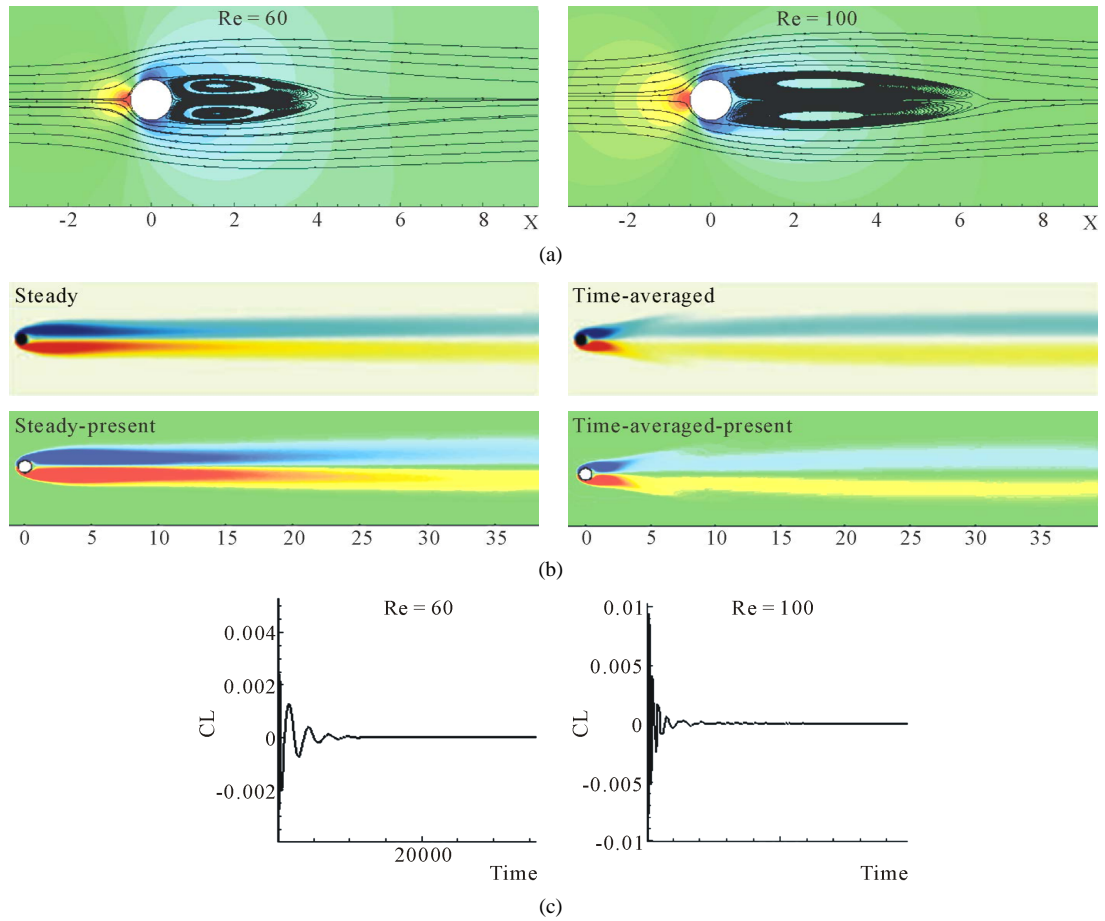 Re = 60
Re = 100
-2 0 2 4 6 8 X
-2 0 2 4 6 8 X
(a)
Steady
Time-averaged
Steady-present
Time-averaged-present
0 5 10 15 20 25 30 35
0 5 10 15 20 25 30 35
(b)
Re = 60
0.004
0.002
CL
0
-0.002
20000
Time
Re = 100
0.01
0.005
CL
0
-0.005
-0.01
Time
(c)